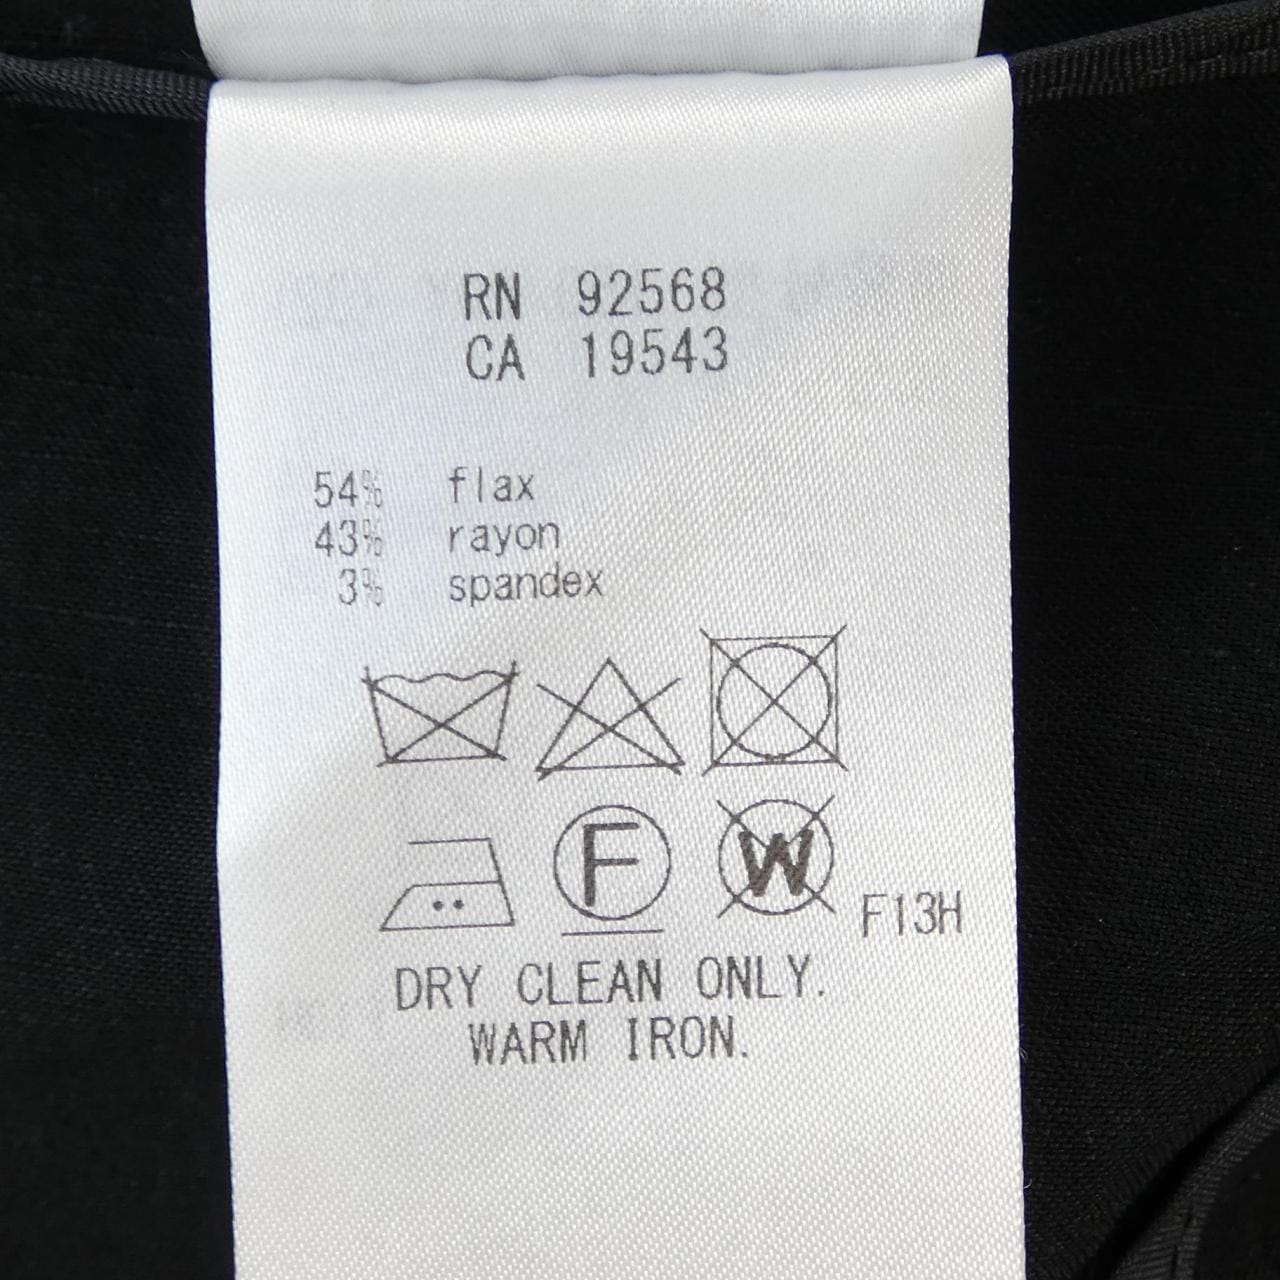 RN 92568
CA 19543
54% flax
43% rayon
3% spandex
F W F13H
DRY CLEAN ONLY.
WARM IRON.